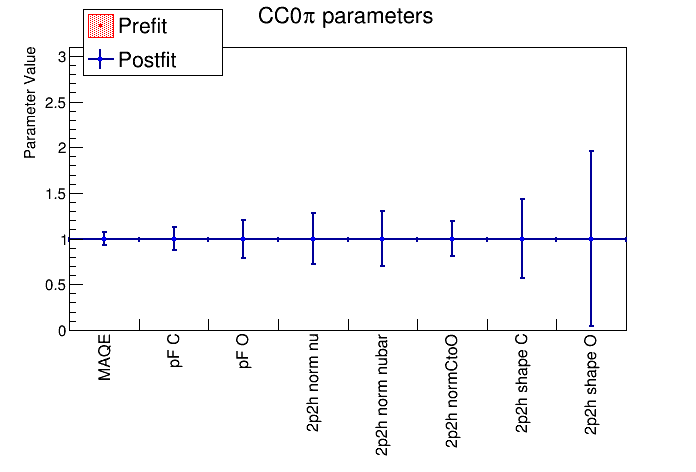 CC0π parameters
Prefit
Postfit
Parameter Value
3
2.5
2
1.5
1
0.5
0
MAQE
pF C
pF O
2p2h norm nu
2p2h norm nubar
2p2h normCtoO
2p2h shape C
2p2h shape O